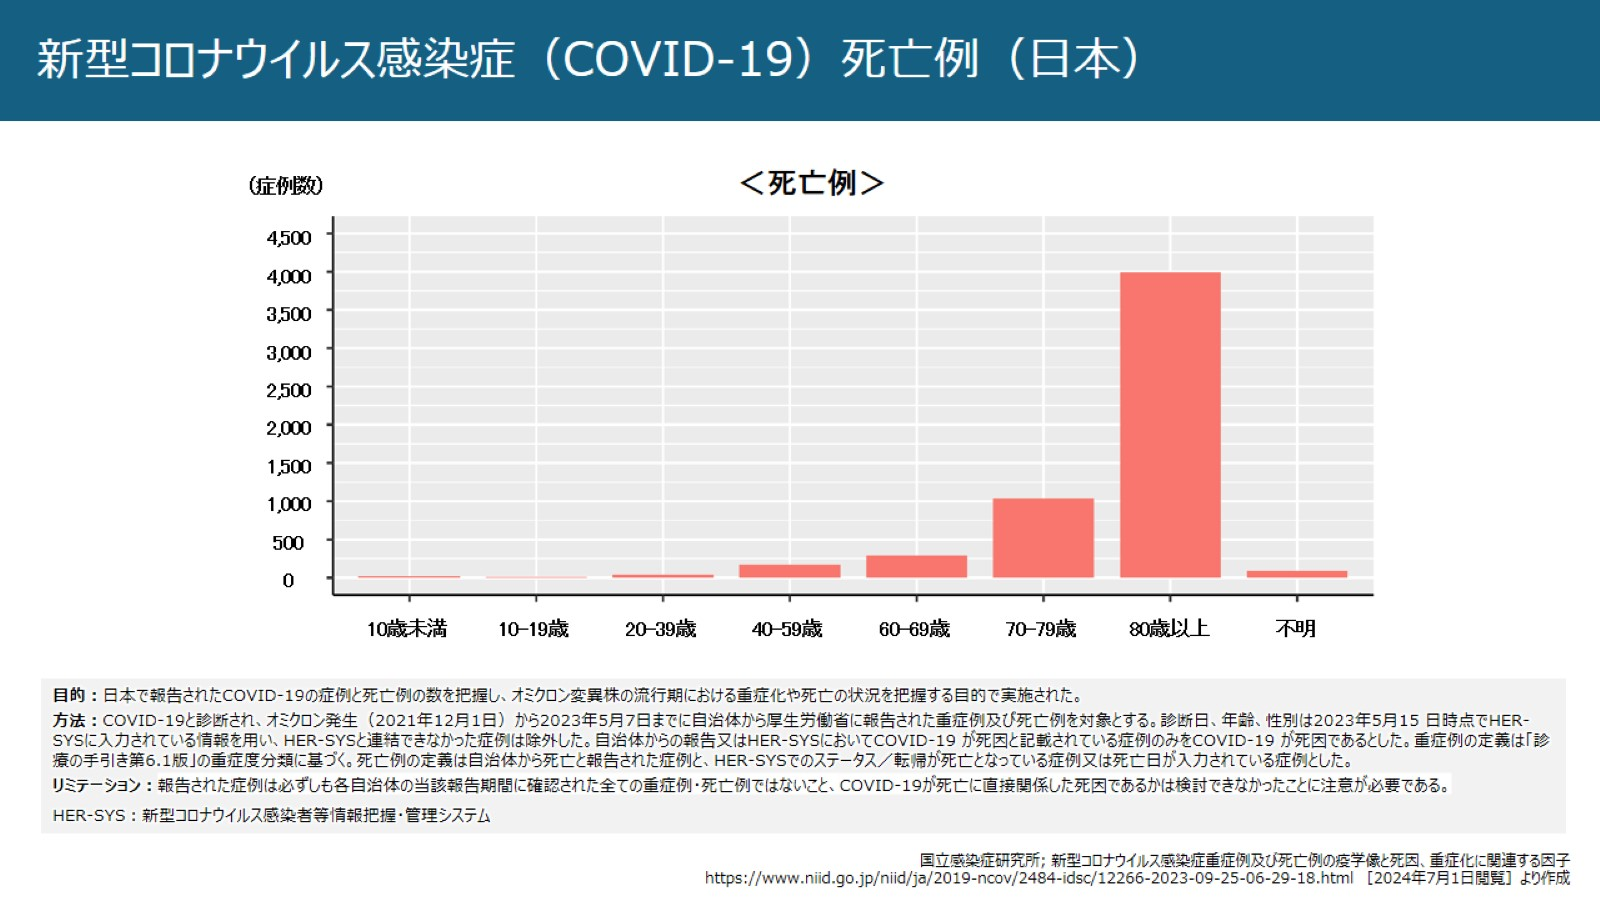 新型コロナウイルス感染症（COVID-19）死亡例（日本）
（症例数）
＜死亡例＞
4,500
4,000
3,500
3,000
2,500
2,000
1,500
1,000
500
0
10歳未満 10–19歳 20–39歳 40–59歳 60–69歳 70–79歳 80歳以上 不明
目的：日本で報告されたCOVID-19の症例と死亡例の数を把握し、オミクロン変異株の流行期における重症化や死亡の状況を把握する目的で実施された。
方法：COVID-19と診断され、オミクロン発生（2021年12月1日）から2023年5月7日までに自治体から厚生労働省に報告された重症例及び死亡例を対象とする。診断日、年齢、性別は2023年5月15 日時点でHER-
SYSに入力されている情報を用い、HER-SYSと連結できなかった症例は除外した。自治体からの報告又はHER-SYSにおいてCOVID-19 が死因と記載されている症例のみをCOVID-19 が死因であるとした。重症例の定義は「診
療の手引き第6.1版」の重症度分類に基づく。死亡例の定義は自治体から死亡と報告された症例と、HER-SYSでのステータス／転帰が死亡となっている症例又は死亡日が入力されている症例とした。
リミテーション：報告された症例は必ずしも各自治体の当該報告期間に確認された全ての重症例・死亡例ではないこと、COVID-19が死亡に直接関係した死因であるかは検討できなかったことに注意が必要である。
HER-SYS：新型コロナウイルス感染者等情報把握・管理システム
国立感染症研究所; 新型コロナウイルス感染症重症例及び死亡例の疫学像と死因、重症化に関連する因子
https://www.niid.go.jp/niid/ja/2019-ncov/2484-idsc/12266-2023-09-25-06-29-18.html ［2024年7月1日閲覧］より作成